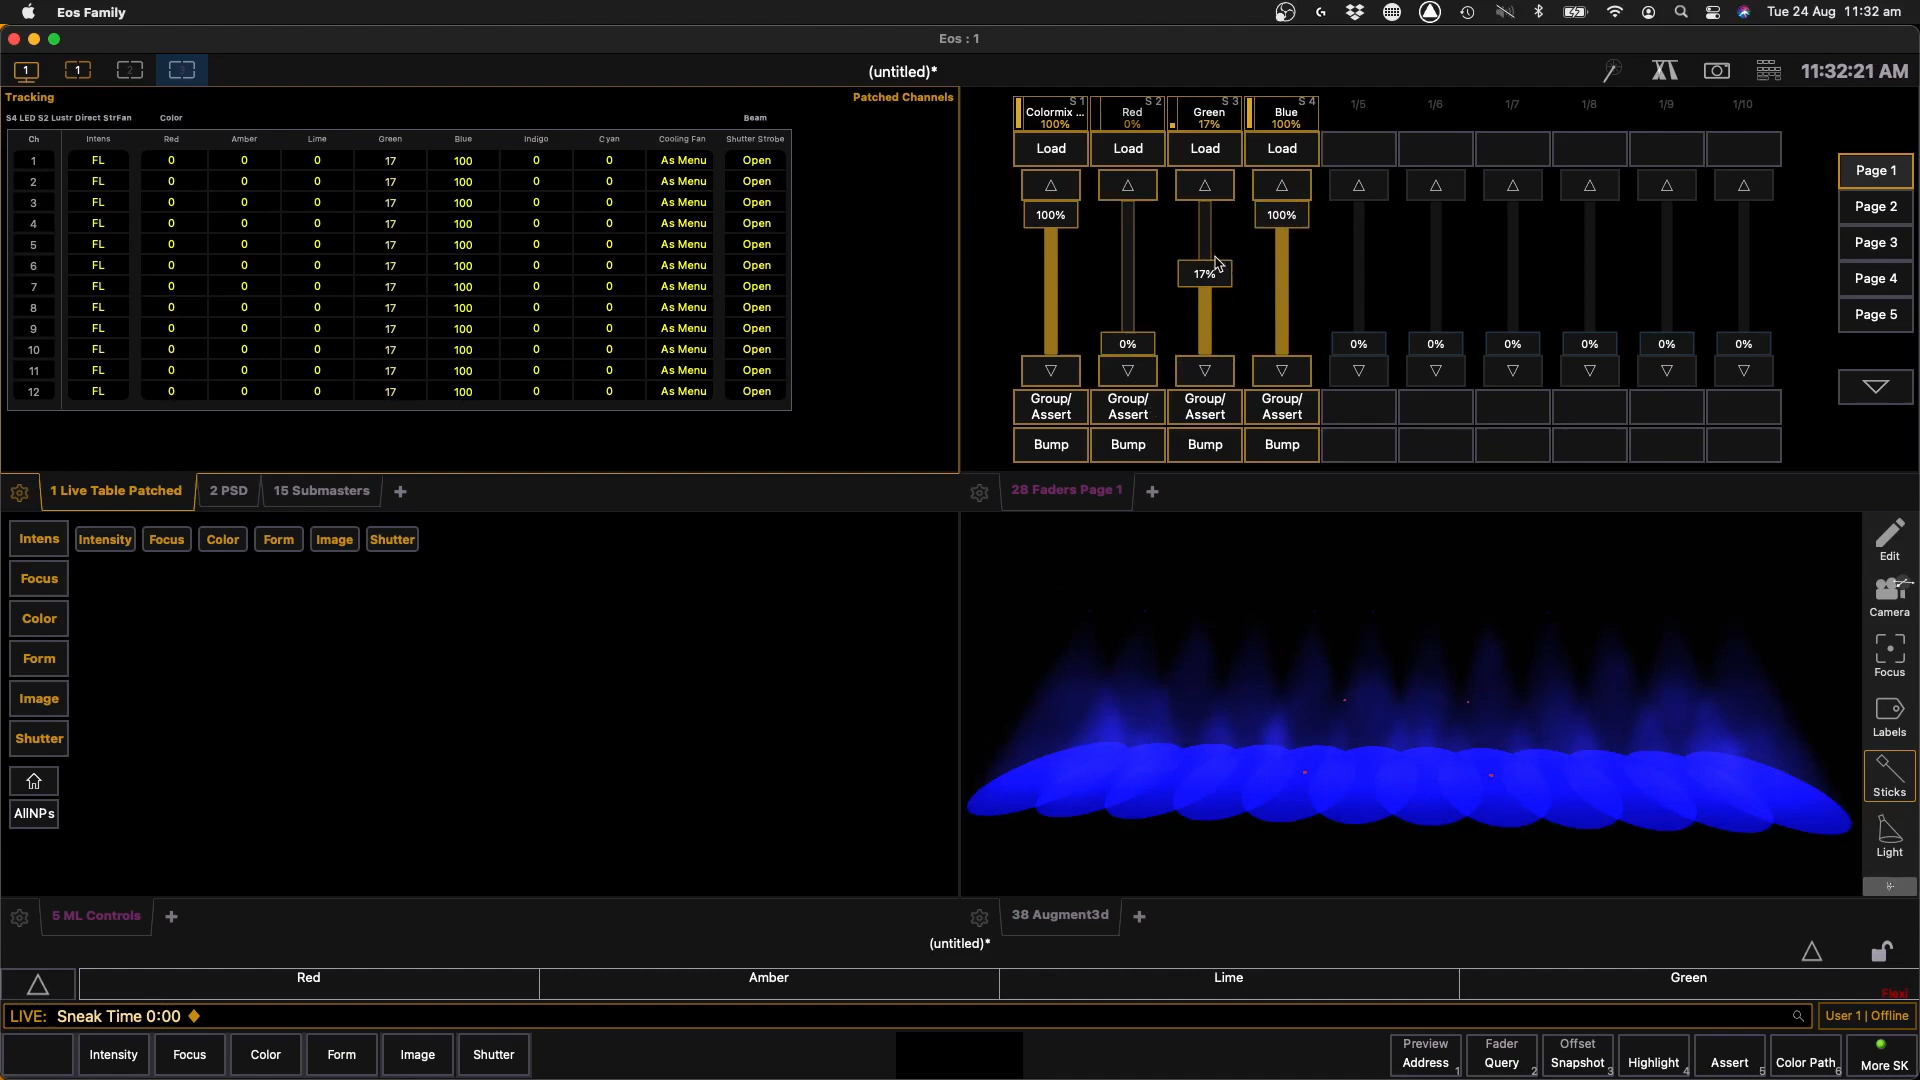 Eos Family
Tue 24 Aug 11:32 am
Eos : 1
1 1 2 3
(untitled)*
11:32:21 AM
Tracking Patched Channels
S4 LED S2 Lustr Direct StrFan Color Beam
Ch Intens Red Amber Lime Green Blue Indigo Cyan Cooling Fan Shutter Strobe
1 FL 0 0 0 17 100 0 0 As Menu Open
2 FL 0 0 0 17 100 0 0 As Menu Open
3 FL 0 0 0 17 100 0 0 As Menu Open
4 FL 0 0 0 17 100 0 0 As Menu Open
5 FL 0 0 0 17 100 0 0 As Menu Open
6 FL 0 0 0 17 100 0 0 As Menu Open
7 FL 0 0 0 17 100 0 0 As Menu Open
8 FL 0 0 0 17 100 0 0 As Menu Open
9 FL 0 0 0 17 100 0 0 As Menu Open
10 FL 0 0 0 17 100 0 0 As Menu Open
11 FL 0 0 0 17 100 0 0 As Menu Open
12 FL 0 0 0 17 100 0 0 As Menu Open
S 1 S 2 S 3 S 4 1/5 1/6 1/7 1/8 1/9 1/10
Colormix ... Red Green Blue
100% 0% 17% 100%
Load Load Load Load
100% 100%
17%
0% 0% 0% 0% 0% 0% 0%
Group/ Group/ Group/ Group/
Assert Assert Assert Assert
Bump Bump Bump Bump
Page 1
Page 2
Page 3
Page 4
Page 5
1 Live Table Patched 2 PSD 15 Submasters +
28 Faders Page 1 +
Intens Intensity Focus Color Form Image Shutter
Focus
Color
Form
Image
Shutter
AllNPs
Edit
Camera
Focus
Labels
Sticks
Light
5 ML Controls +
38 Augment3d +
(untitled)*
Red Amber Lime Green
Flexi
LIVE: Sneak Time 0:00
User 1 | Offline
Intensity Focus Color Form Image Shutter
Preview Fader Offset
Address 1 Query 2 Snapshot 3 Highlight 4 Assert 5 Color Path 6 More SK